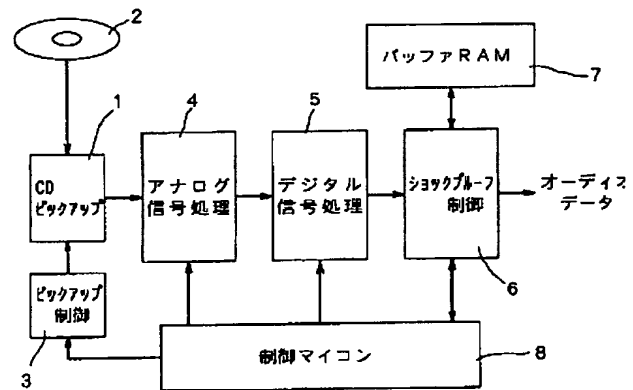 2
バッファRAM
7
1
4
5
CD
ピックアップ
アナログ
信号処理
デジタル
信号処理
ショックプルーフ
制御
オーディオ
データ
6
ピックアップ
制御
3
制御マイコン
8